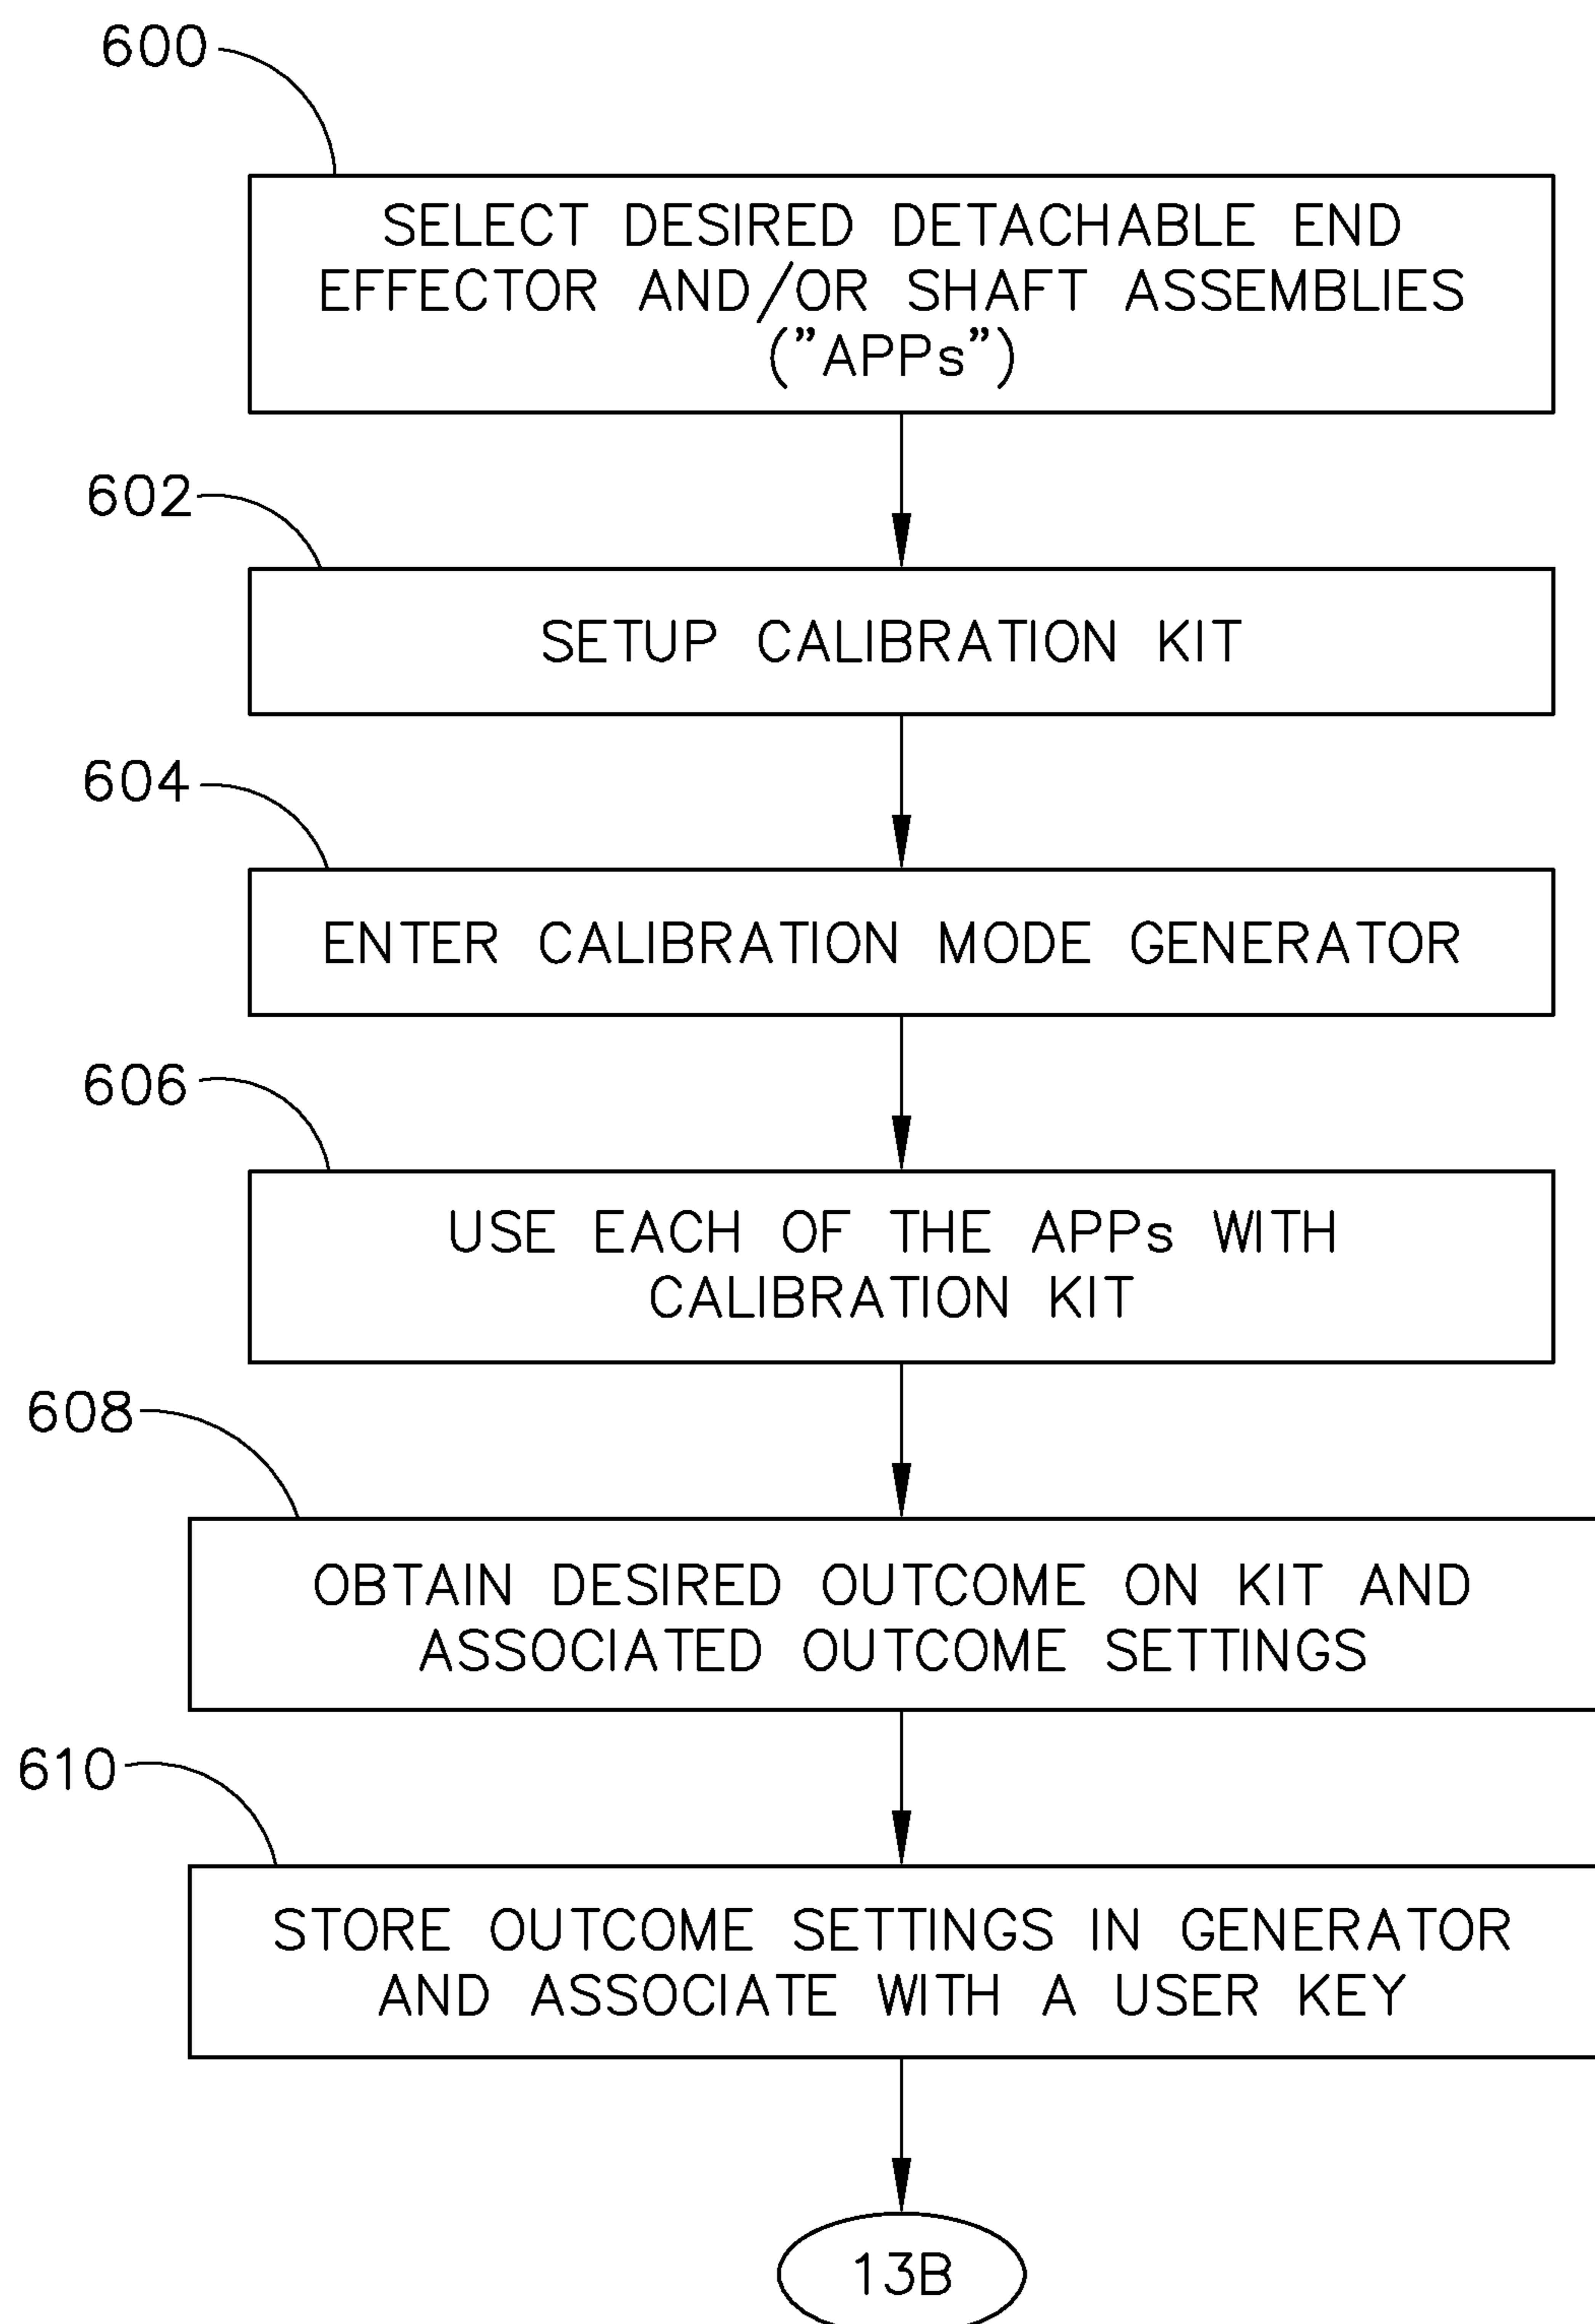 600
SELECT DESIRED DETACHABLE END
EFFECTOR AND/OR SHAFT ASSEMBLIES
("APPs")
602
SETUP CALIBRATION KIT
604
ENTER CALIBRATION MODE GENERATOR
606
USE EACH OF THE APPs WITH
CALIBRATION KIT
608
OBTAIN DESIRED OUTCOME ON KIT AND
ASSOCIATED OUTCOME SETTINGS
610
STORE OUTCOME SETTINGS IN GENERATOR
AND ASSOCIATE WITH A USER KEY
13B